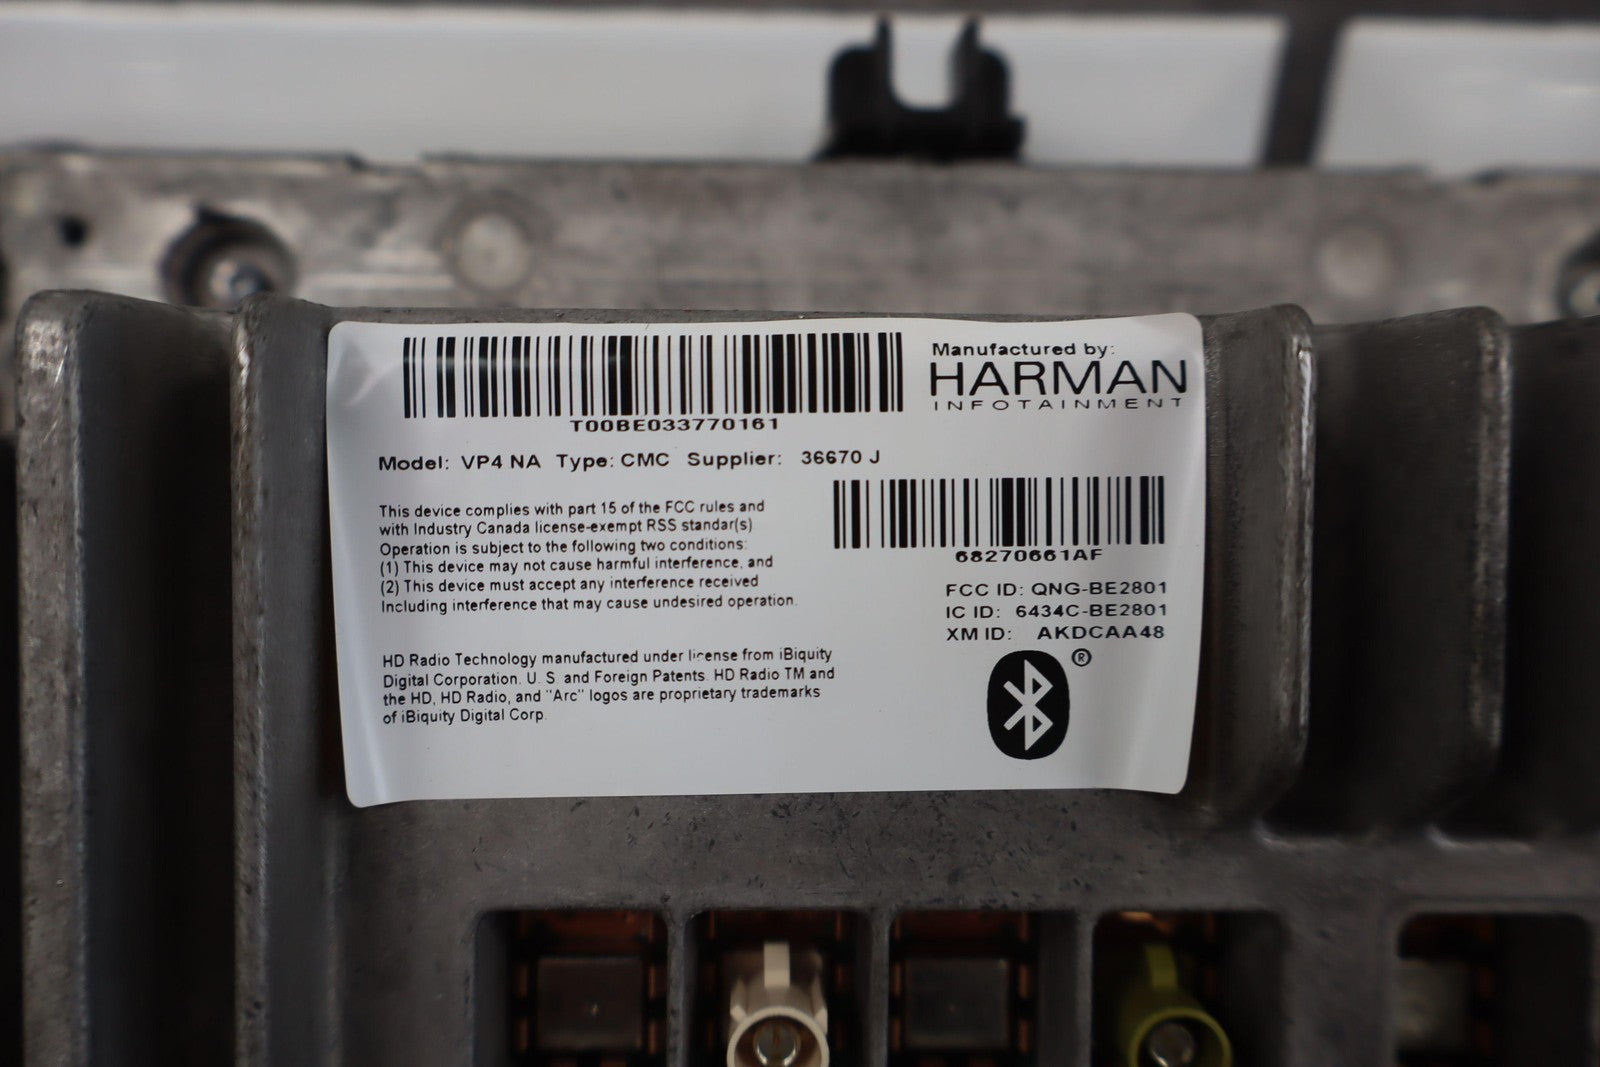 T00BE033770161
Manufactured by:
HARMAN
INFOTAINMENT
Model: VP4 NA Type: CMC Supplier: 36670 J
This device complies with part 15 of the FCC rules and
with Industry Canada license-exempt RSS standar(s)
Operation is subject to the following two conditions:
(1) This device may not cause harmful interference, and
(2) This device must accept any interference received
Including interference that may cause undesired operation.
68270661AF
FCC ID: QNG-BE2801
IC ID: 6434C-BE2801
XM ID: AKDCAA48
®
HD Radio Technology manufactured under license from iBiquity
Digital Corporation. U. S. and Foreign Patents. HD Radio TM and
the HD, HD Radio, and "Arc" logos are proprietary trademarks
of iBiquity Digital Corp.